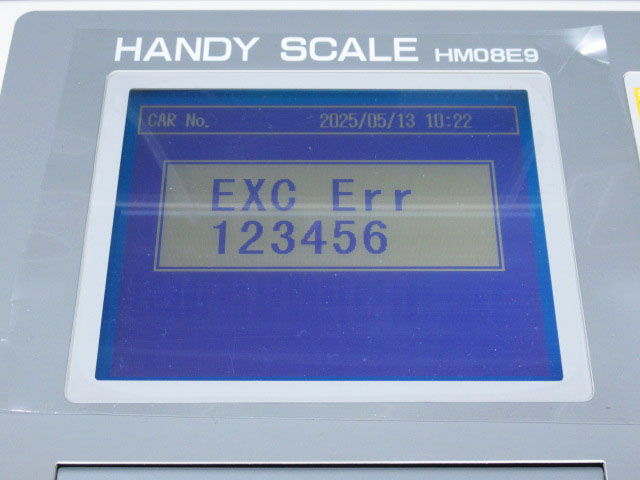 HANDY SCALE HM08E9
CAR No. 2025/05/13 10:22
EXC Err
123456